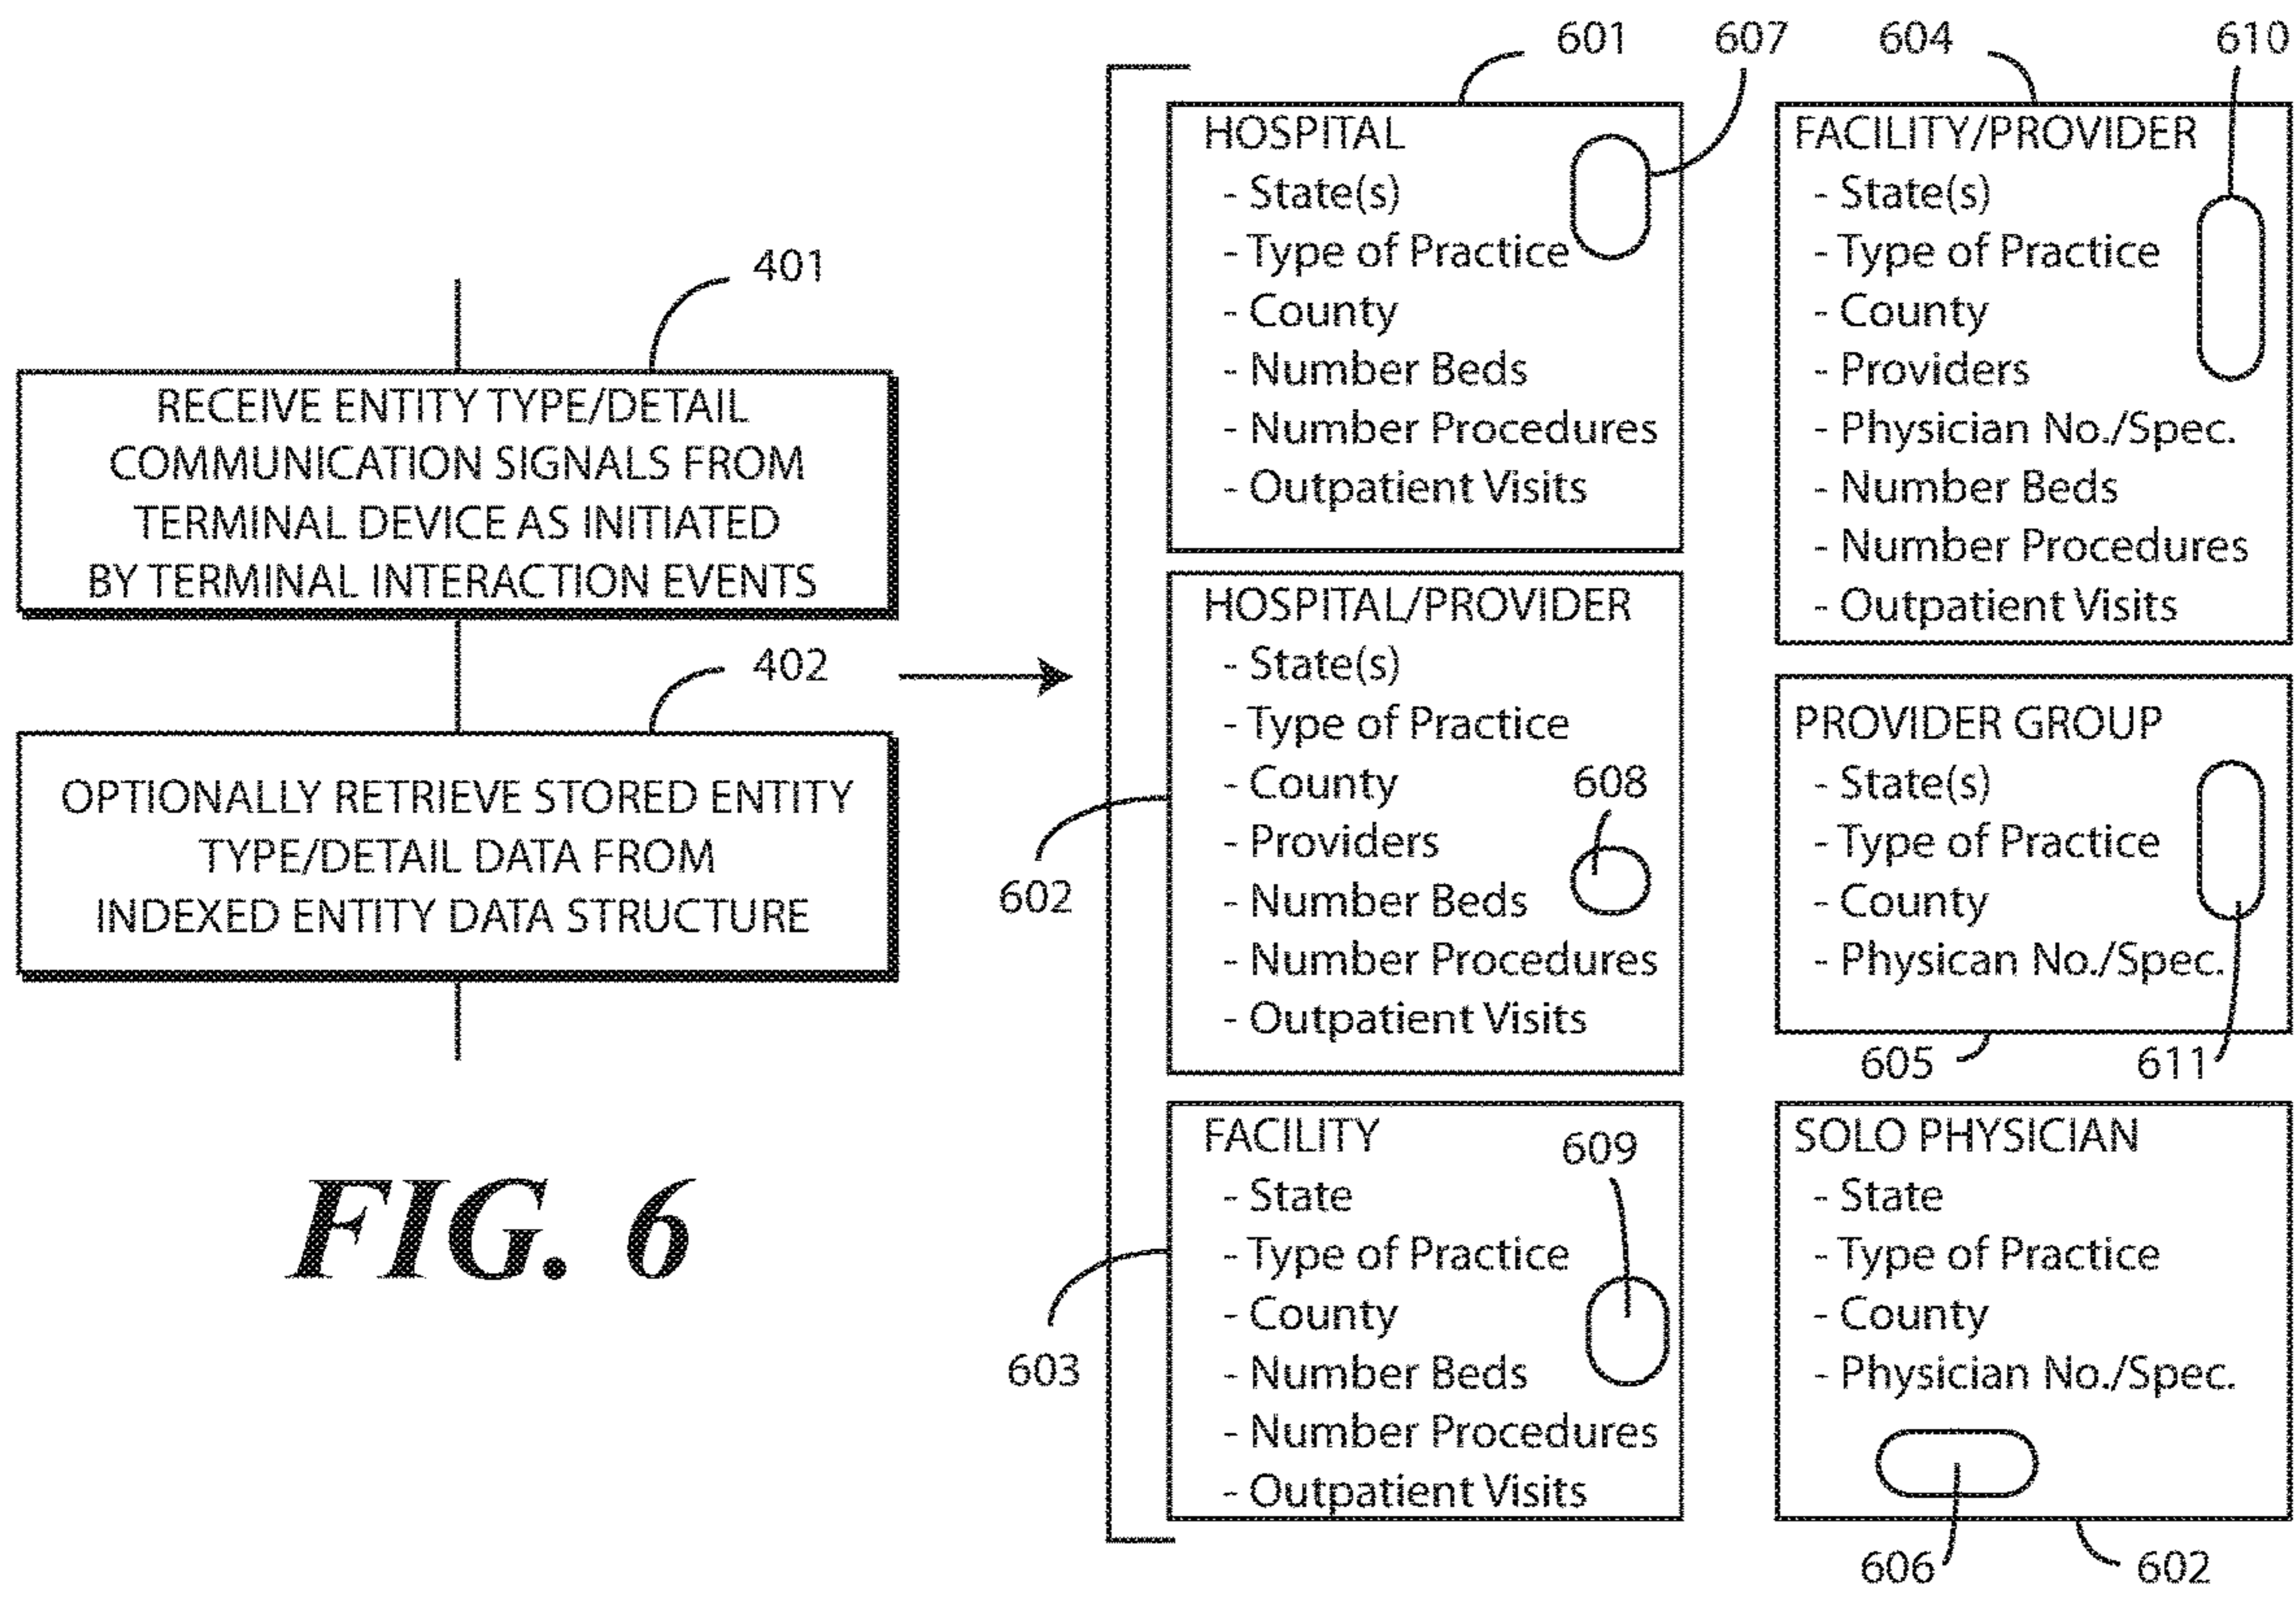 401
RECEIVE ENTITY TYPE/DETAIL
COMMUNICATION SIGNALS FROM
TERMINAL DEVICE AS INITIATED
BY TERMINAL INTERACTION EVENTS
402
OPTIONALLY RETRIEVE STORED ENTITY
TYPE/DETAIL DATA FROM
INDEXED ENTITY DATA STRUCTURE
FIG. 6
601
607
HOSPITAL
- State(s)
- Type of Practice
- County
- Number Beds
- Number Procedures
- Outpatient Visits
602
HOSPITAL/PROVIDER
- State(s)
- Type of Practice
- County
608
- Providers
- Number Beds
- Number Procedures
- Outpatient Visits
603
FACILITY
609
- State
- Type of Practice
- County
- Number Beds
- Number Procedures
- Outpatient Visits
604
610
FACILITY/PROVIDER
- State(s)
- Type of Practice
- County
- Providers
- Physician No./Spec.
- Number Beds
- Number Procedures
- Outpatient Visits
PROVIDER GROUP
- State(s)
- Type of Practice
- County
- Physican No./Spec.
605
611
SOLO PHYSICIAN
- State
- Type of Practice
- County
- Physician No./Spec.
606
602